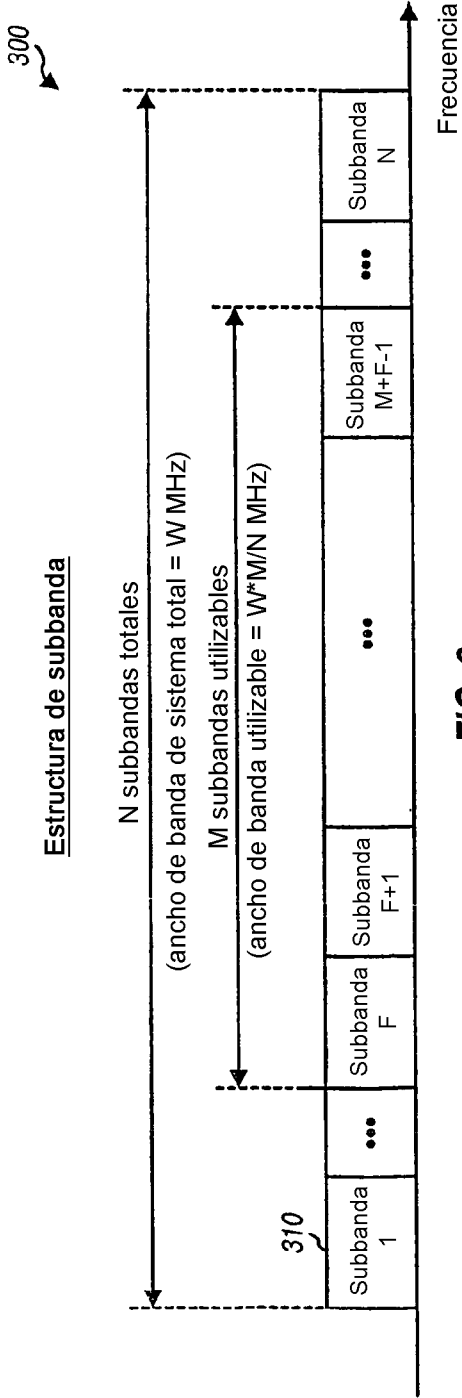 300
Estructura de subbanda
N subbandas totales
(ancho de banda de sistema total = W MHz)
M subbandas utilizables
(ancho de banda utilizable = W*M/N MHz)
310
Subbanda
1
•••
Subbanda
F
Subbanda
F+1
•••
Subbanda
M+F-1
•••
Subbanda
N
Frecuencia
FIG.